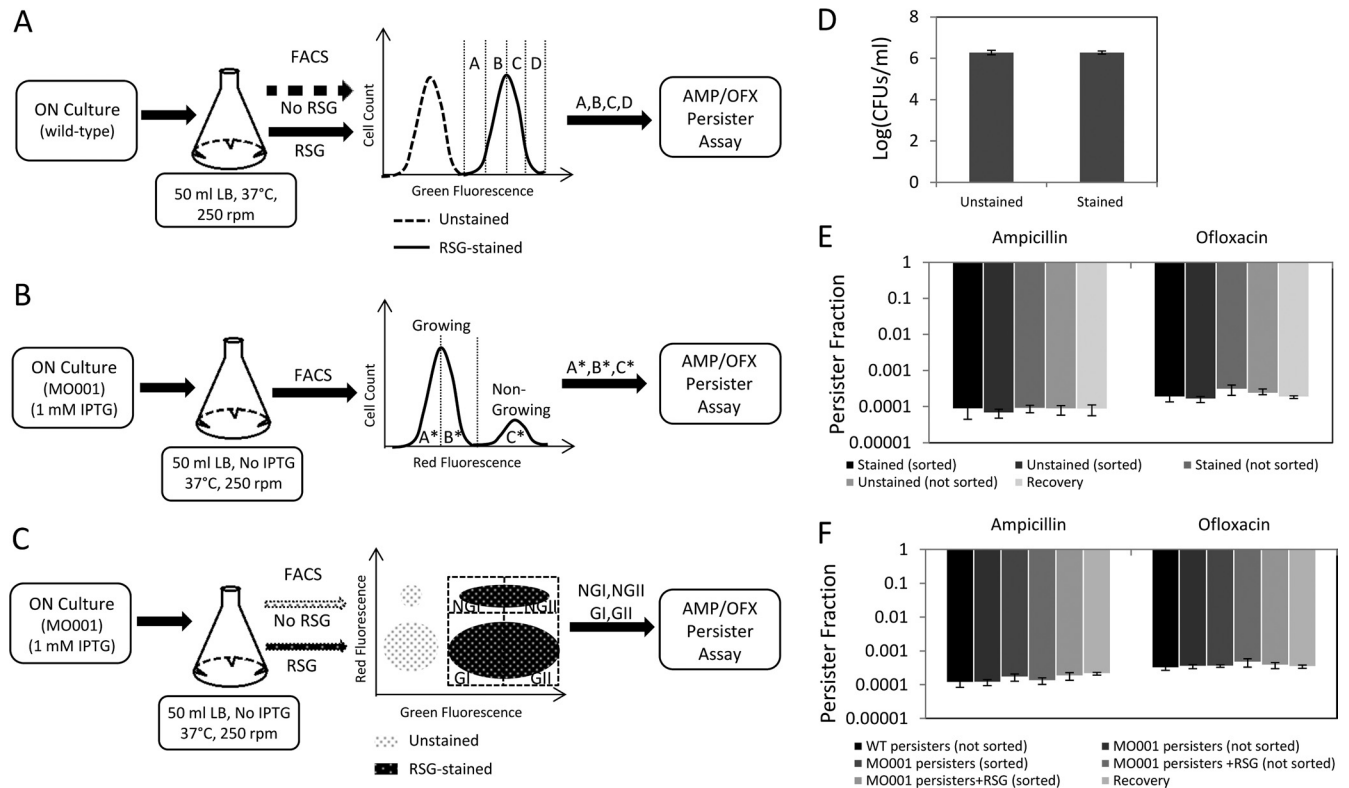 A
ON Culture
(wild-type)
50 ml LB, 37°C,
250 rpm
FACS
No RSG
RSG
Cell Count
A B C D
Green Fluorescence
Unstained
RSG-stained
A,B,C,D
AMP/OFX
Persister
Assay
B
ON Culture
(MO001)
(1 mM IPTG)
50 ml LB, No IPTG
37°C, 250 rpm
FACS
Cell Count
Growing
Non-
Growing
A* B* C*
Red Fluorescence
A*,B*,C*
AMP/OFX
Persister
Assay
C
ON Culture
(MO001)
(1 mM IPTG)
50 ml LB, No IPTG
37°C, 250 rpm
FACS
No RSG
RSG
Red Fluorescence
NGI NGII
GI GII
Green Fluorescence
Unstained
RSG-stained
NGI,NGII
GI,GII
AMP/OFX
Persister
Assay
D
Log(CFUs/ml)
8
6
4
2
0
Unstained Stained
E
Ampicillin Ofloxacin
Persister Fraction
1
0.1
0.01
0.001
0.0001
0.00001
Stained (sorted) Unstained (sorted) Stained (not sorted)
Unstained (not sorted) Recovery
F
Ampicillin Ofloxacin
Persister Fraction
1
0.1
0.01
0.001
0.0001
0.00001
WT persisters (not sorted) MO001 persisters (not sorted)
MO001 persisters (sorted) MO001 persisters +RSG (not sorted)
MO001 persisters+RSG (sorted) Recovery